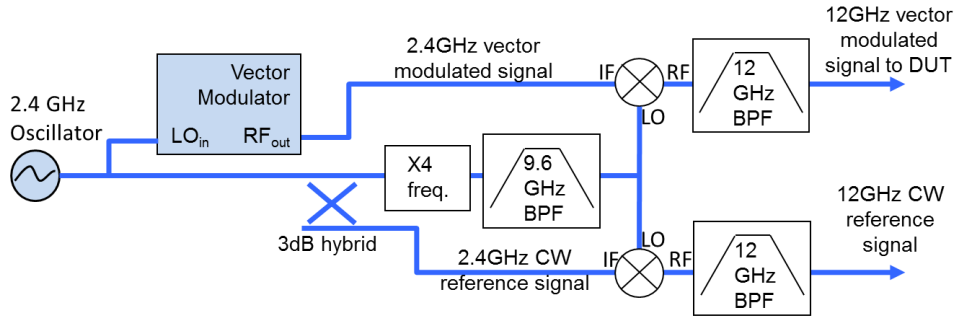 2.4 GHz
Oscillator
Vector
Modulator
LOin
RFout
2.4GHz vector
modulated signal
IF
RF
LO
12
GHz
BPF
12GHz vector
modulated
signal to DUT
X4
freq.
9.6
GHz
BPF
3dB hybrid
2.4GHz CW
reference signal
LO
IF
RF
12
GHz
BPF
12GHz CW
reference
signal